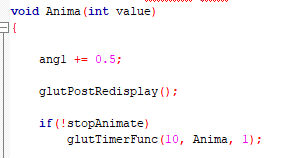 void Anima(int value)
{
angl += 0.5;
glutPostRedisplay();
if(!stopAnimate)
glutTimerFunc(10, Anima, 1);